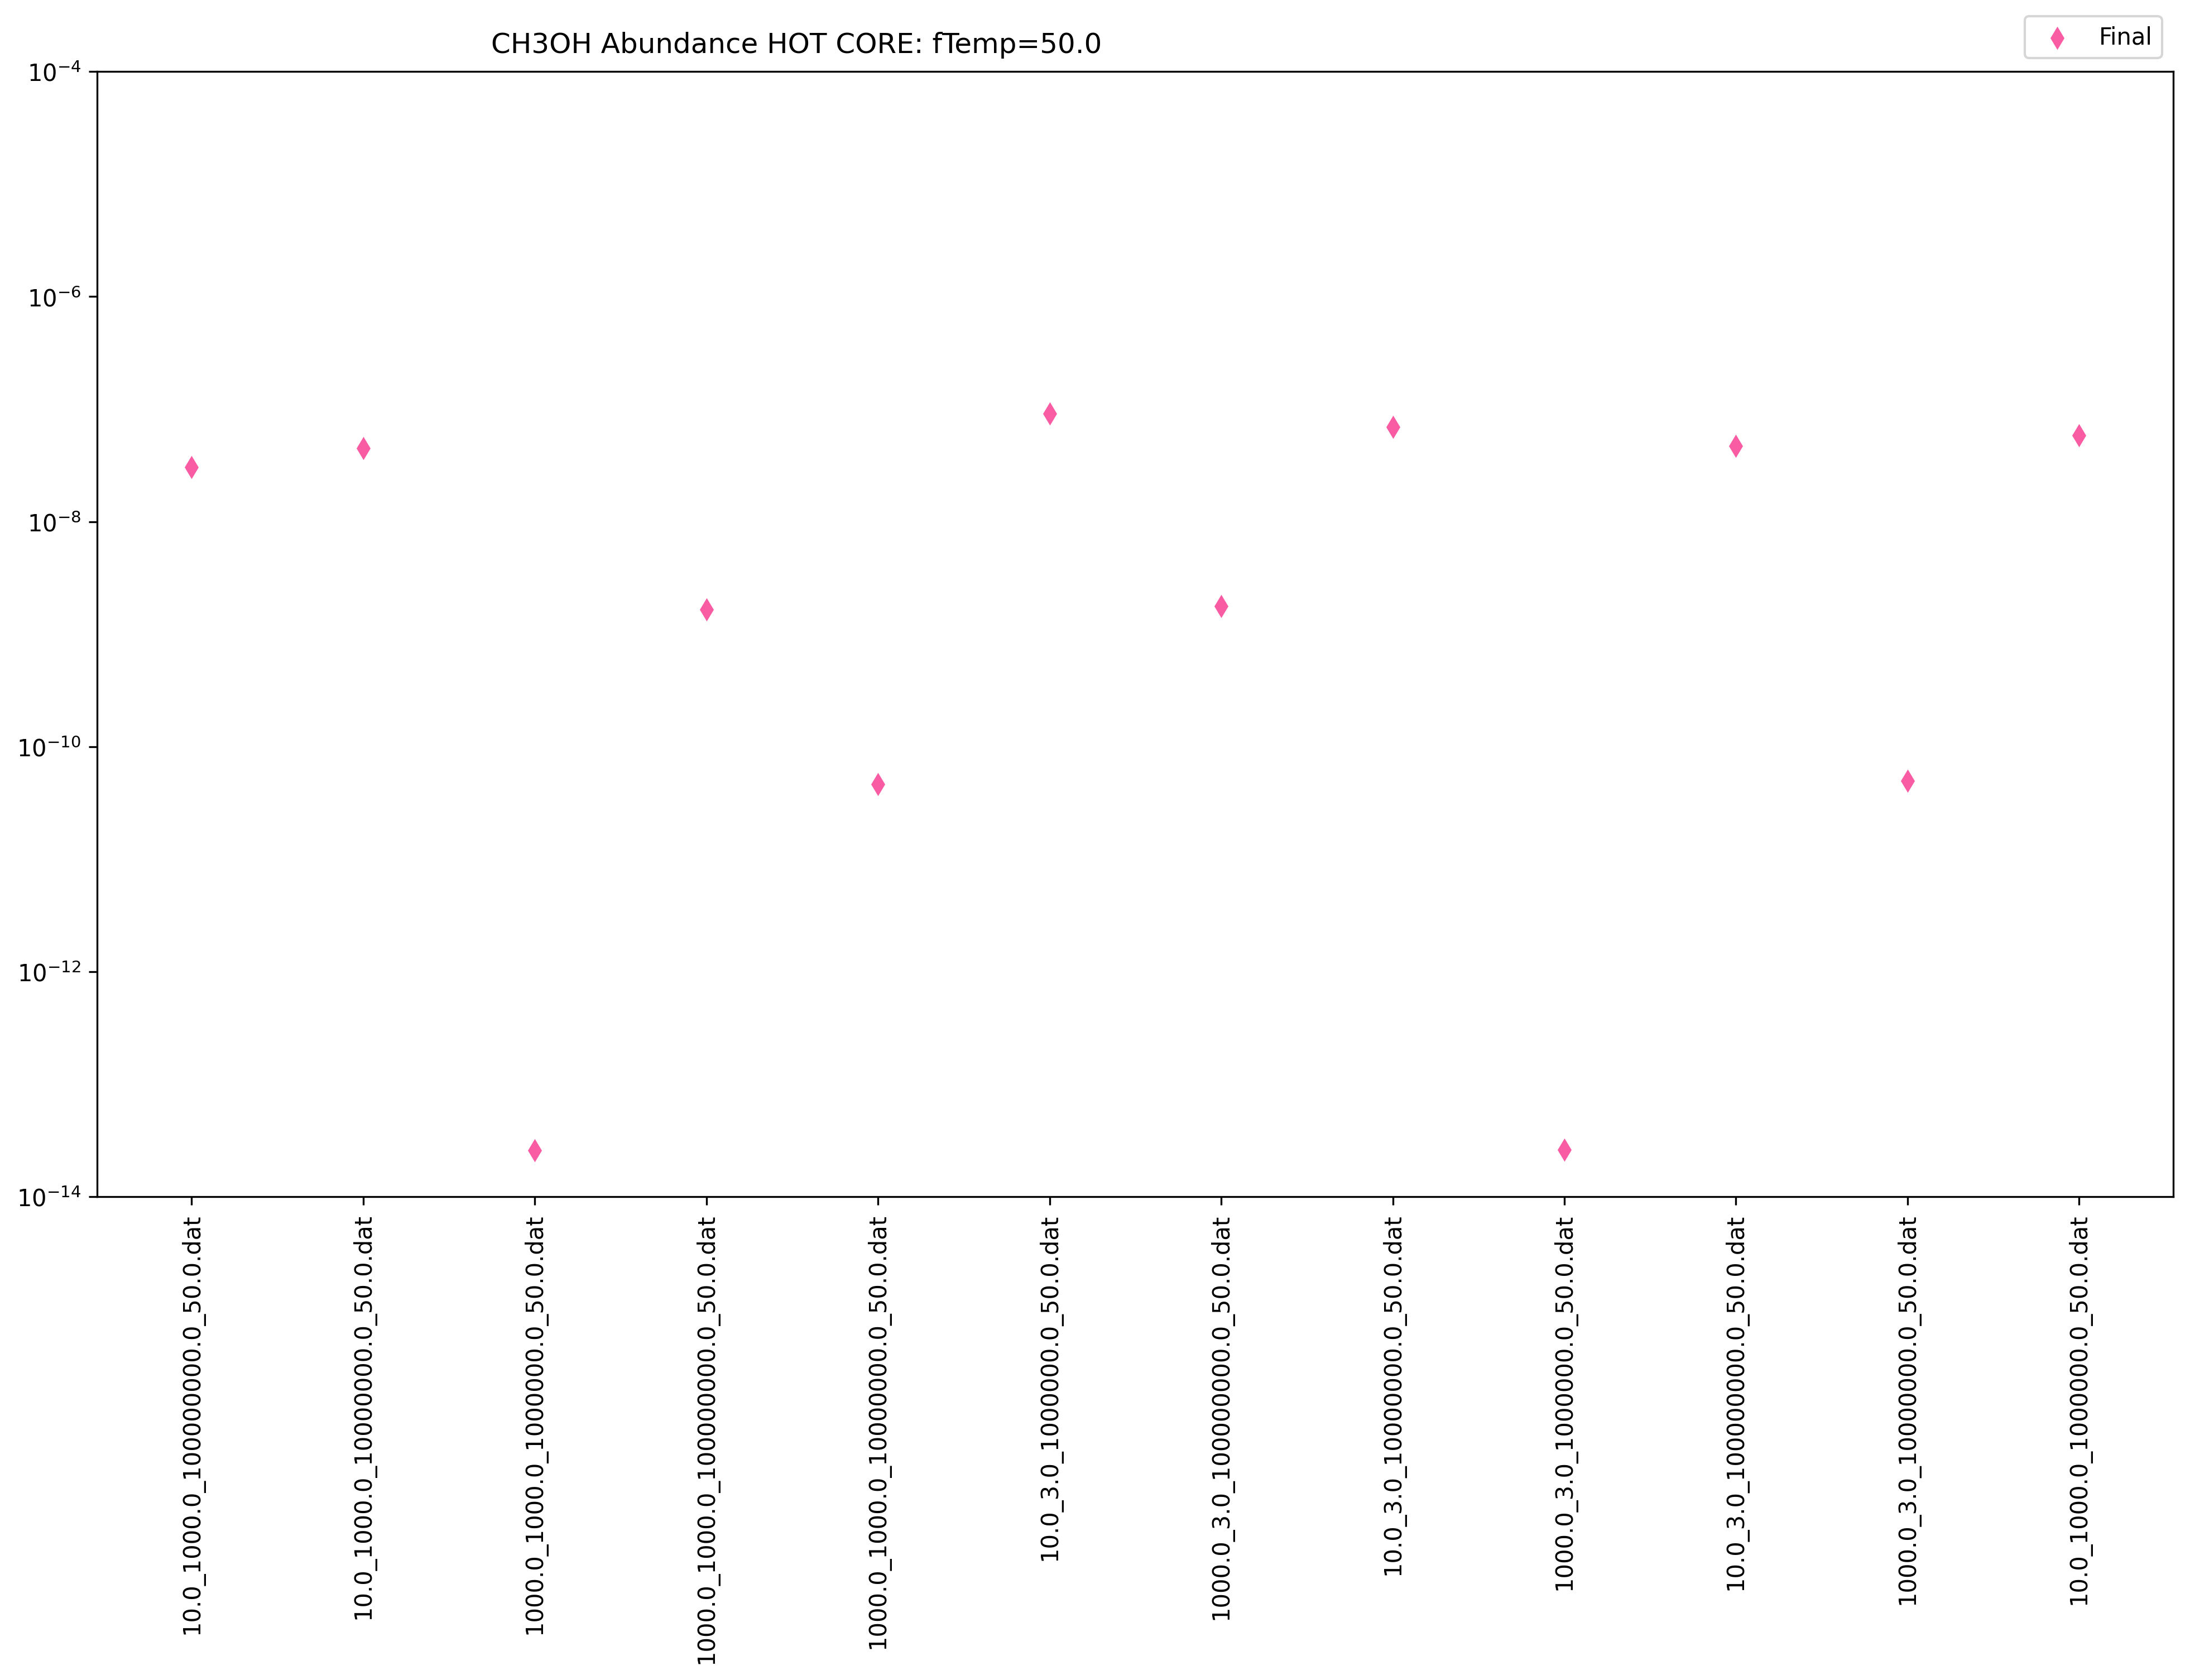 CH3OH Abundance HOT CORE: fTemp=50.0
Final
10⁻⁴
10⁻⁶
10⁻⁸
10⁻¹⁰
10⁻¹²
10⁻¹⁴
10.0_1000.0_100000000.0_50.0.dat
10.0_1000.0_10000000.0_50.0.dat
1000.0_1000.0_1000000.0_50.0.dat
1000.0_1000.0_100000000.0_50.0.dat
1000.0_1000.0_10000000.0_50.0.dat
10.0_3.0_1000000.0_50.0.dat
1000.0_3.0_100000000.0_50.0.dat
10.0_3.0_10000000.0_50.0.dat
1000.0_3.0_1000000.0_50.0.dat
10.0_3.0_100000000.0_50.0.dat
1000.0_3.0_10000000.0_50.0.dat
10.0_1000.0_1000000.0_50.0.dat